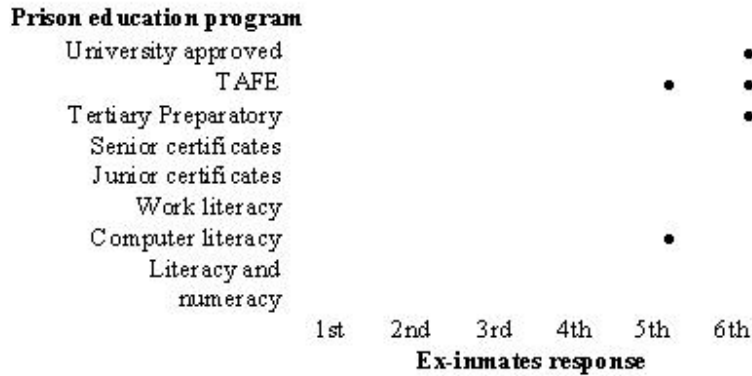 Prison education program
University approved
TAFE
Tertiary Preparatory
Senior certificates
Junior certificates
Work literacy
Computer literacy
Literacy and
numeracy
1st 2nd 3rd 4th 5th 6th
Ex-inmates response